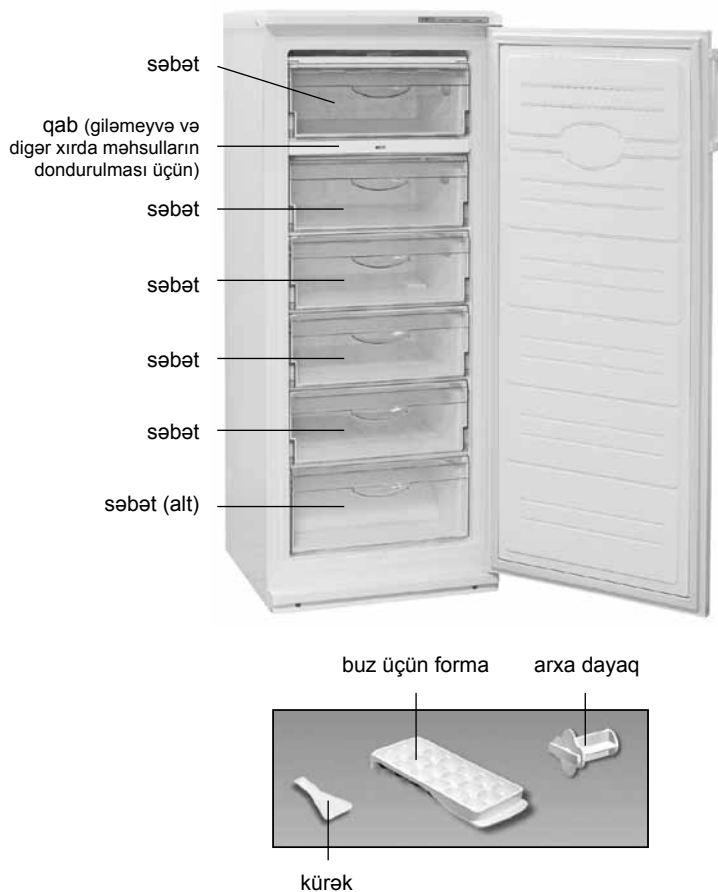 səbət
qab (giləmeyvə və
digər xırda məhsulların
dondurulması üçün)
səbət
səbət
səbət
səbət
səbət (alt)
buz üçün forma
arxa dayaq
kürək